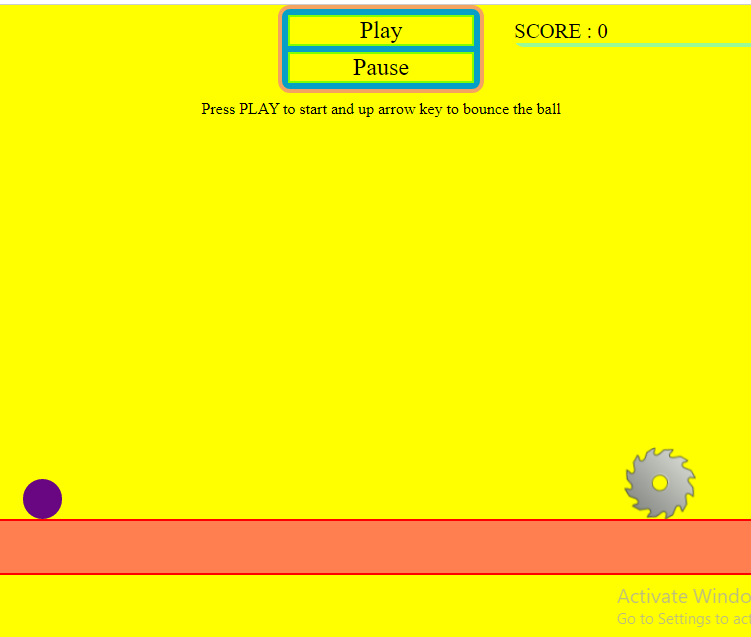 Play
SCORE : 0
Pause
Press PLAY to start and up arrow key to bounce the ball
Activate Windo
Go to Settings to act